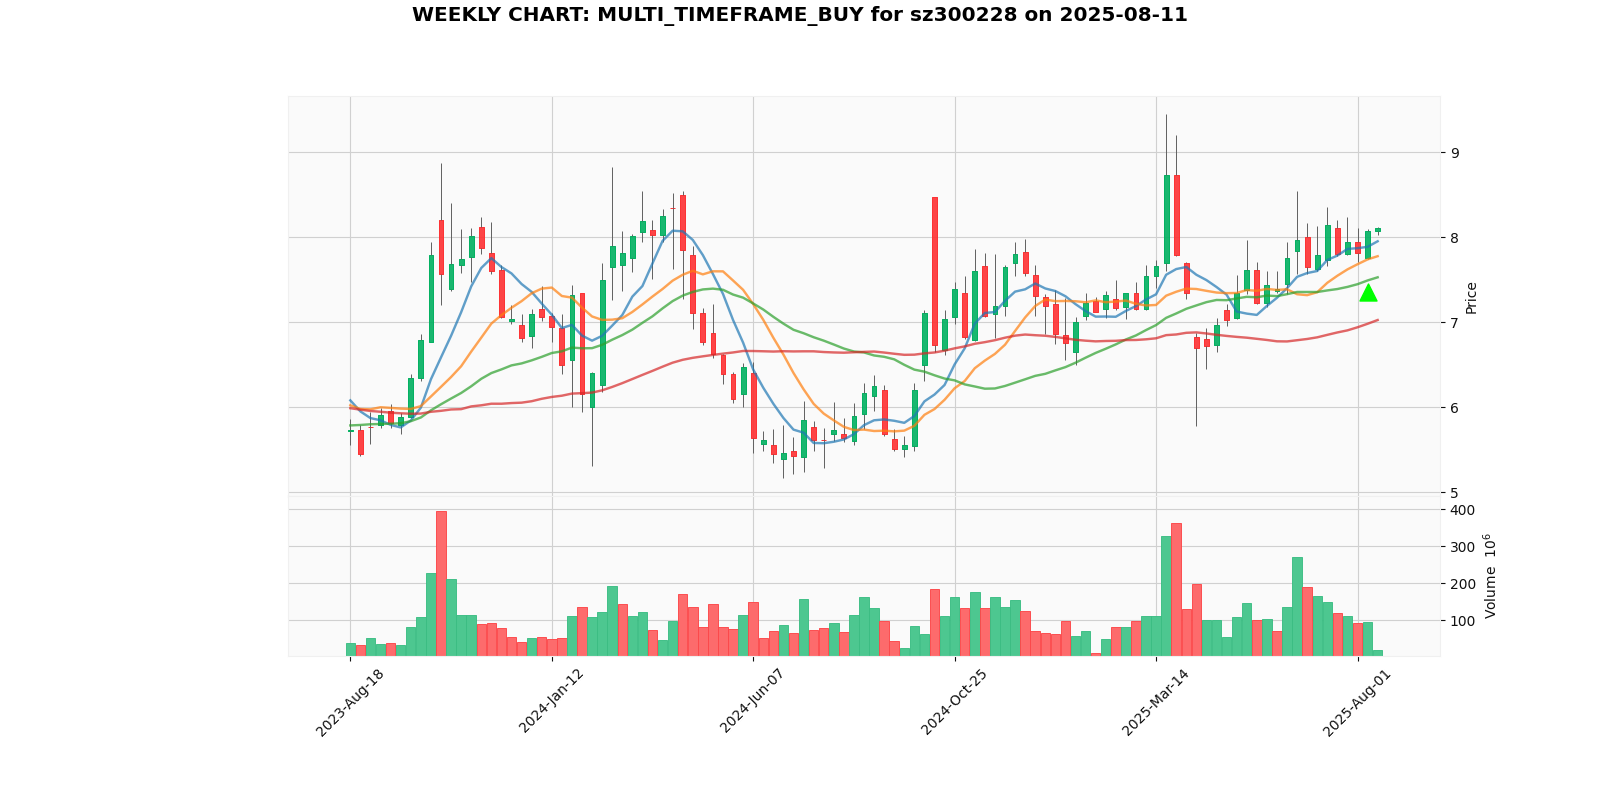 WEEKLY CHART: MULTI_TIMEFRAME_BUY for sz300228 on 2025-08-11
9
8
7
6
5
Price
400
300
200
100
Volume 10⁶
2023-Aug-18
2024-Jan-12
2024-Jun-07
2024-Oct-25
2025-Mar-14
2025-Aug-01